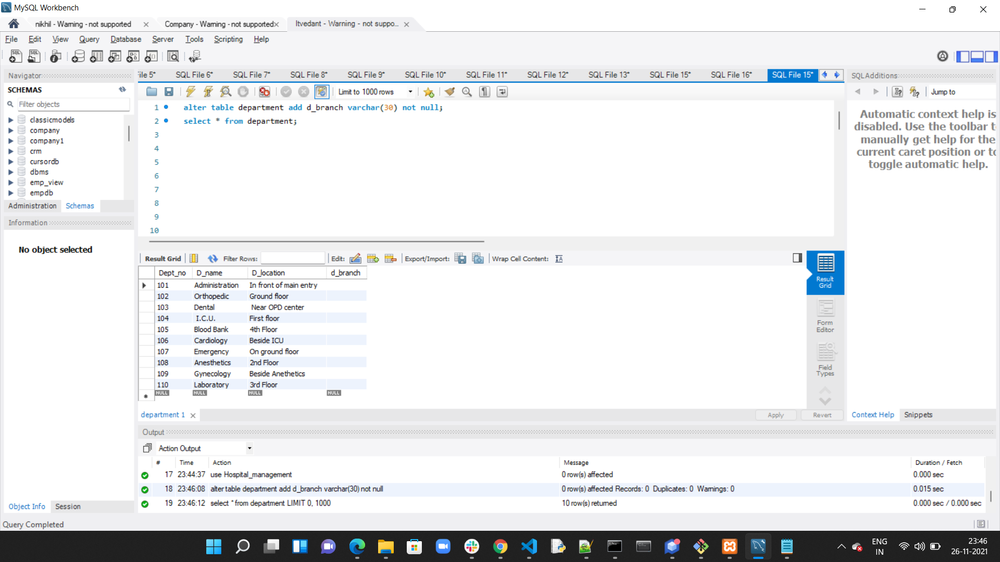 MySQL Workbench
nikhil - Warning - not supported
Company - Warning - not supported
Itvedant - Warning - not suppo...
File Edit View Query Database Server Tools Scripting Help
Navigator
SCHEMAS
Filter objects
classicmodels
company
company1
crm
cursordb
dbms
emp_view
empdb
Administration Schemas
Information
No object selected
Object Info Session
ile 5* SQL File 6* SQL File 7* SQL File 8* SQL File 9* SQL File 10* SQL File 11* SQL File 12* SQL File 13* SQL File 15* SQL File 16* SQL File 15*
Limit to 1000 rows
1 alter table department add d_branch varchar(30) not null;
2 select * from department;
3
4
5
6
7
8
9
10
Result Grid Filter Rows: Edit: Export/Import: Wrap Cell Content:
Dept_no D_name D_location d_branch
101 Administration In front of main entry
102 Orthopedic Ground floor
103 Dental Near OPD center
104 I.C.U. First floor
105 Blood Bank 4th Floor
106 Cardiology Beside ICU
107 Emergency On ground floor
108 Anesthetics 2nd Floor
109 Gynecology Beside Anethetics
110 Laboratory 3rd Floor
NULL NULL NULL NULL
Result Grid
Form Editor
Field Types
department 1
Apply Revert
SQLAdditions
Jump to
Automatic context help is
disabled. Use the toolbar t
manually get help for the
current caret position or to
toggle automatic help.
Context Help Snippets
Output
Action Output
# Time Action Message Duration / Fetch
17 23:44:37 use Hospital_management 0 row(s) affected 0.000 sec
18 23:46:08 alter table department add d_branch varchar(30) not null 0 row(s) affected Records: 0 Duplicates: 0 Warnings: 0 0.015 sec
19 23:46:12 select * from department LIMIT 0, 1000 10 row(s) returned 0.000 sec / 0.000 sec
Query Completed
ENG
IN
23:46
26-11-2021